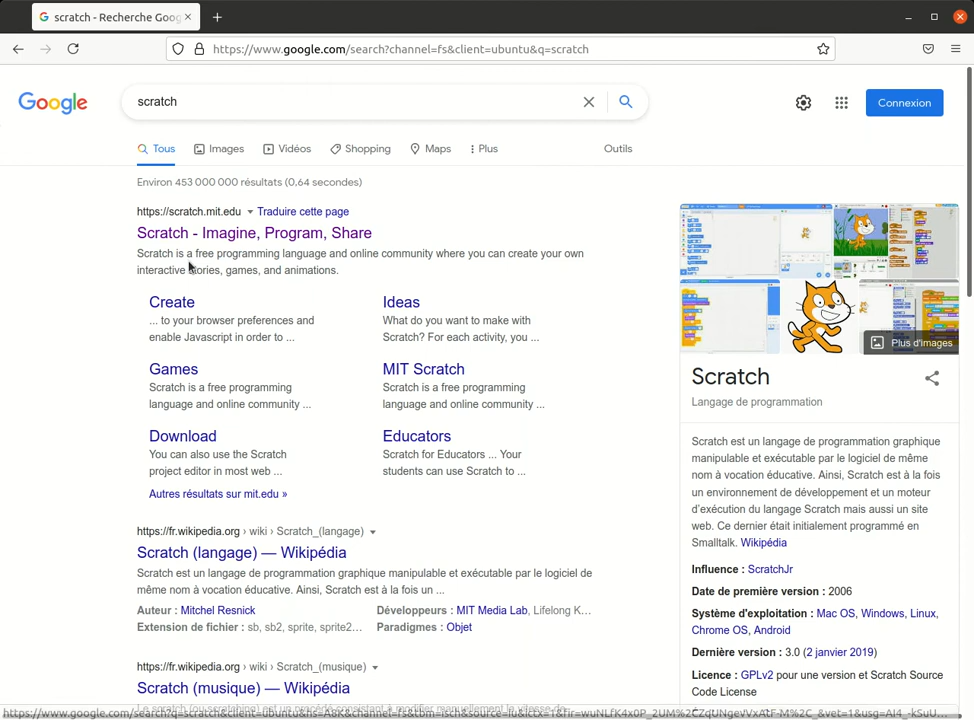 scratch - Recherche Goog
https://www.google.com/search?channel=fs&client=ubuntu&q=scratch
Google
scratch
Connexion
Tous
Images
Vidéos
Shopping
Maps
Plus
Outils
Environ 453 000 000 résultats (0,64 secondes)
https://scratch.mit.edu Traduire cette page
Scratch - Imagine, Program, Share
Scratch is a free programming language and online community where you can create your own
interactive stories, games, and animations.
Create
... to your browser preferences and
enable Javascript in order to ...
Ideas
What do you want to make with
Scratch? For each activity, you ...
Games
Scratch is a free programming
language and online community ...
MIT Scratch
Scratch is a free programming
language and online community ...
Download
You can also use the Scratch
project editor in most web ...
Educators
Scratch for Educators ... Your
students can use Scratch to ...
Autres résultats sur mit.edu »
https://fr.wikipedia.org › wiki › Scratch_(langage)
Scratch (langage) — Wikipédia
Scratch est un langage de programmation graphique manipulable et exécutable par le logiciel de
même nom à vocation éducative. Ainsi, Scratch est à la fois un ...
Auteur : Mitchel Resnick
Développeurs : MIT Media Lab, Lifelong K...
Extension de fichier : sb, sb2, sprite, sprite2...
Paradigmes : Objet
https://fr.wikipedia.org › wiki › Scratch_(musique)
Scratch (musique) — Wikipédia
Plus d'images
Scratch
Langage de programmation
Scratch est un langage de programmation graphique
manipulable et exécutable par le logiciel de même
nom à vocation éducative. Ainsi, Scratch est à la fois
un environnement de développement et un moteur
d'exécution du langage Scratch mais aussi un site
web. Ce dernier était initialement programmé en
Smalltalk. Wikipédia
Influence : ScratchJr
Date de première version : 2006
Système d'exploitation : Mac OS, Windows, Linux,
Chrome OS, Android
Dernière version : 3.0 (2 janvier 2019)
Licence : GPLv2 pour une version et Scratch Source
Code License